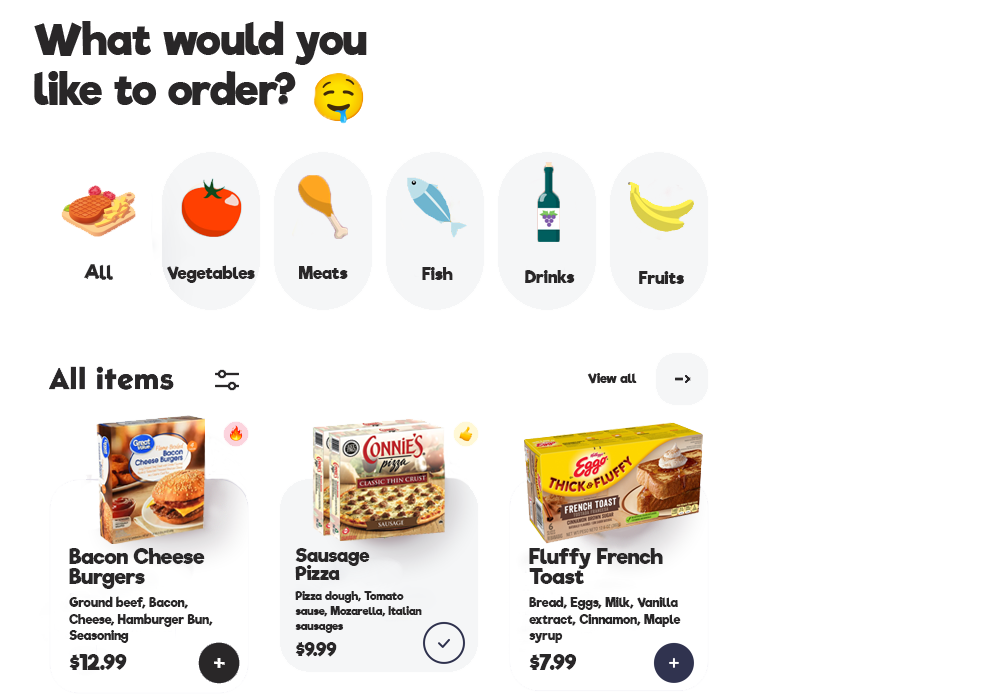 What would you
like to order?
All
Vegetables
Meats
Fish
Drinks
Fruits
All items
View all
Great
Value
Bacon
Cheese Burgers
CONNIE'S
pizza
CLASSIC THIN CRUST
SAUSAGE
Eggo
THICK & FLUFFY
FRENCH TOAST
CINNAMON BROWN SUGAR
Bacon Cheese
Burgers
Ground beef, Bacon,
Cheese, Hamburger Bun,
Seasoning
$12.99
Sausage
Pizza
Pizza dough, Tomato
sause, Mozarella, Italian
sausages
$9.99
Fluffy French
Toast
Bread, Eggs, Milk, Vanilla
extract, Cinnamon, Maple
syrup
$7.99